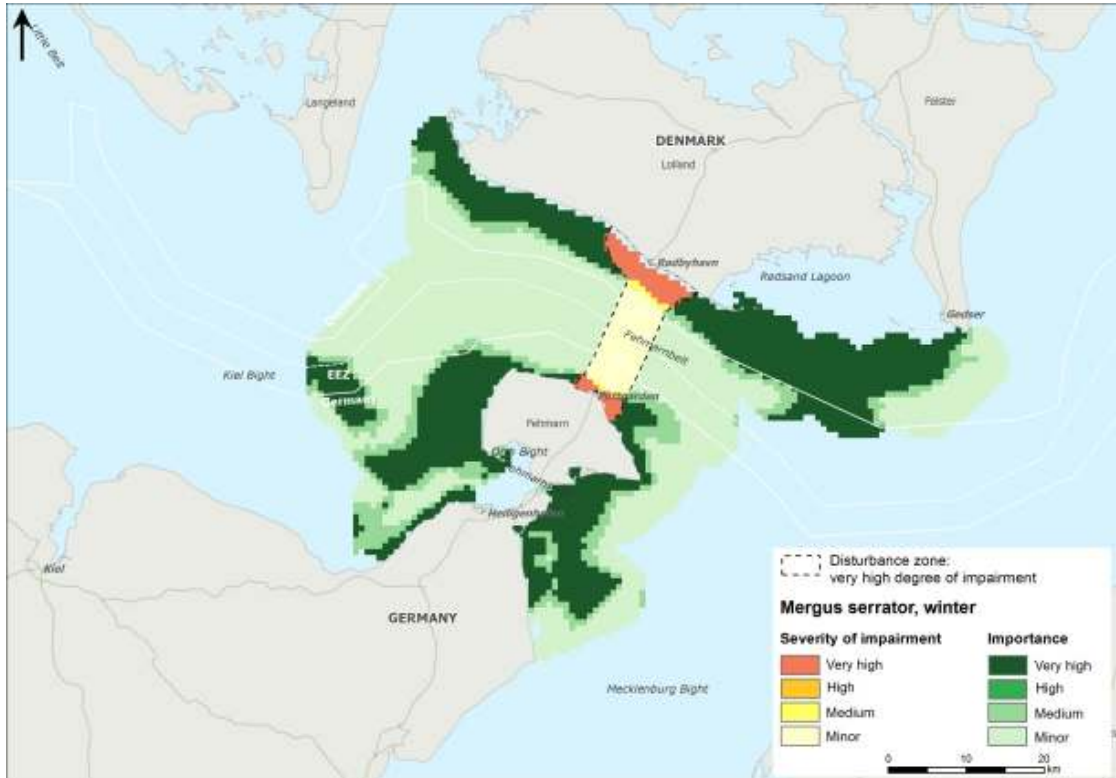 Little Belt
Langeland
DENMARK
Lolland
Falster
Rødbyhavn
Rødsand Lagoon
Gedser
Fehmarnbelt
Kiel Bight
EEZ
Germany
Puttgarden
Fehmarn
Bight
Heiligenhafen
Kiel
GERMANY
Mecklenburg Bight
Disturbance zone:
very high degree of impairment
Mergus serrator, winter
Severity of impairment Importance
Very high Very high
High High
Medium Medium
Minor Minor
0 10 20
km